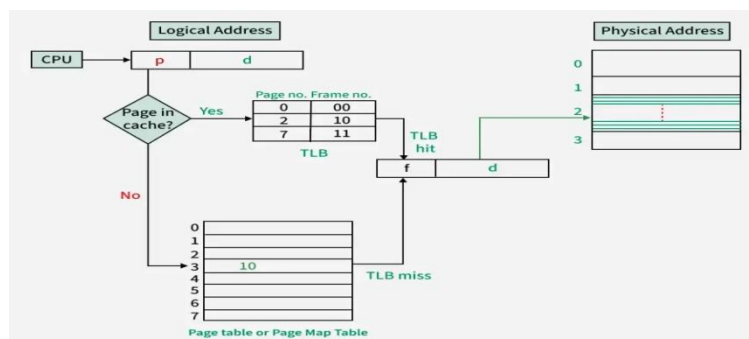 Logical Address
Physical Address
CPU
p d
Page in
cache?
Yes
Page no. Frame no.
0 00
2 10
7 11
TLB
TLB
hit
f d
0
1
2
3
No
0
1
2
3 10
4
5
6
7
TLB miss
Page table or Page Map Table